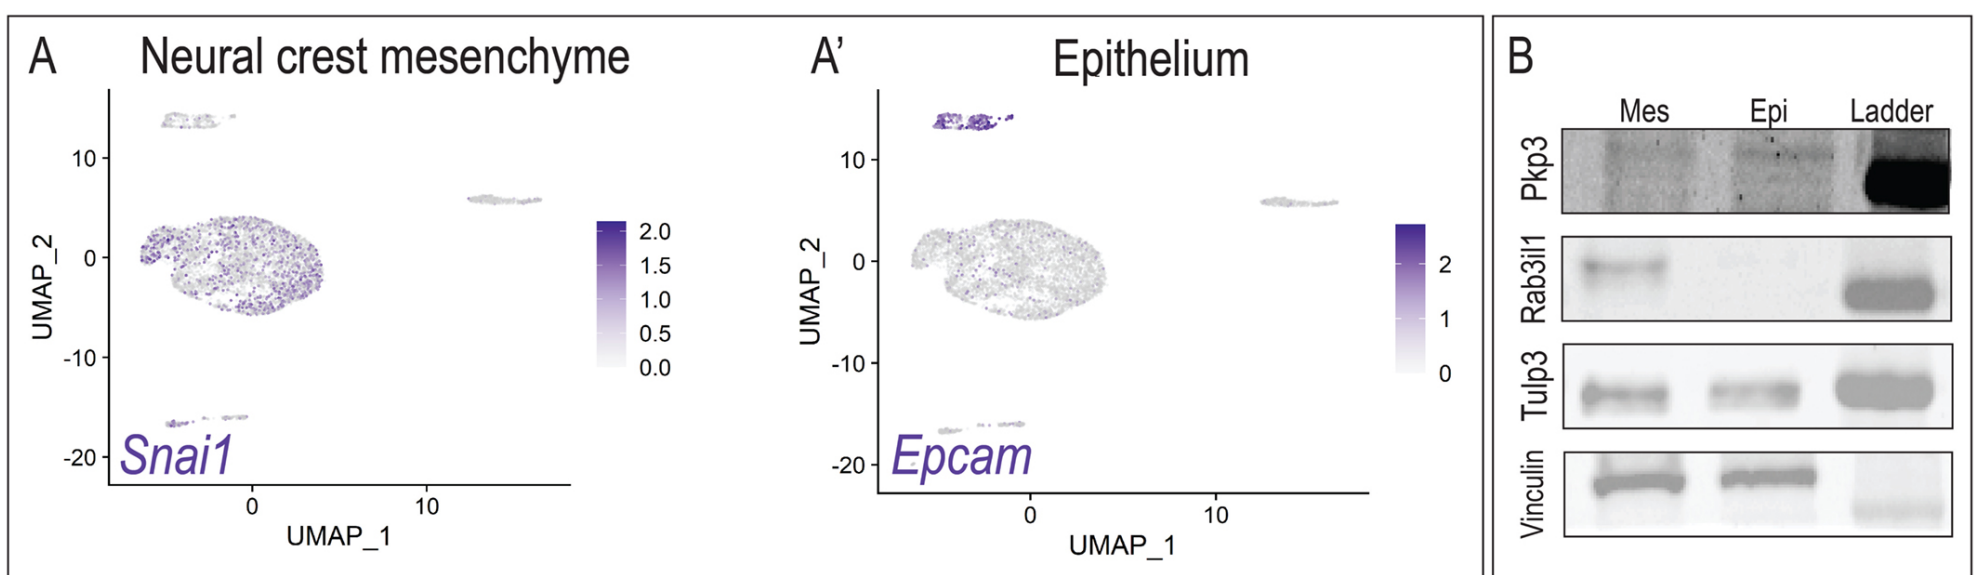 A Neural crest mesenchyme
10
0
-10
-20
UMAP_2
0 10
UMAP_1
Snai1
2.0
1.5
1.0
0.5
0.0
A' Epithelium
10
0
-10
-20
UMAP_2
0 10
UMAP_1
Epcam
2
1
0
B
Mes Epi Ladder
Pkp3
Rab3il1
Tulp3
Vinculin